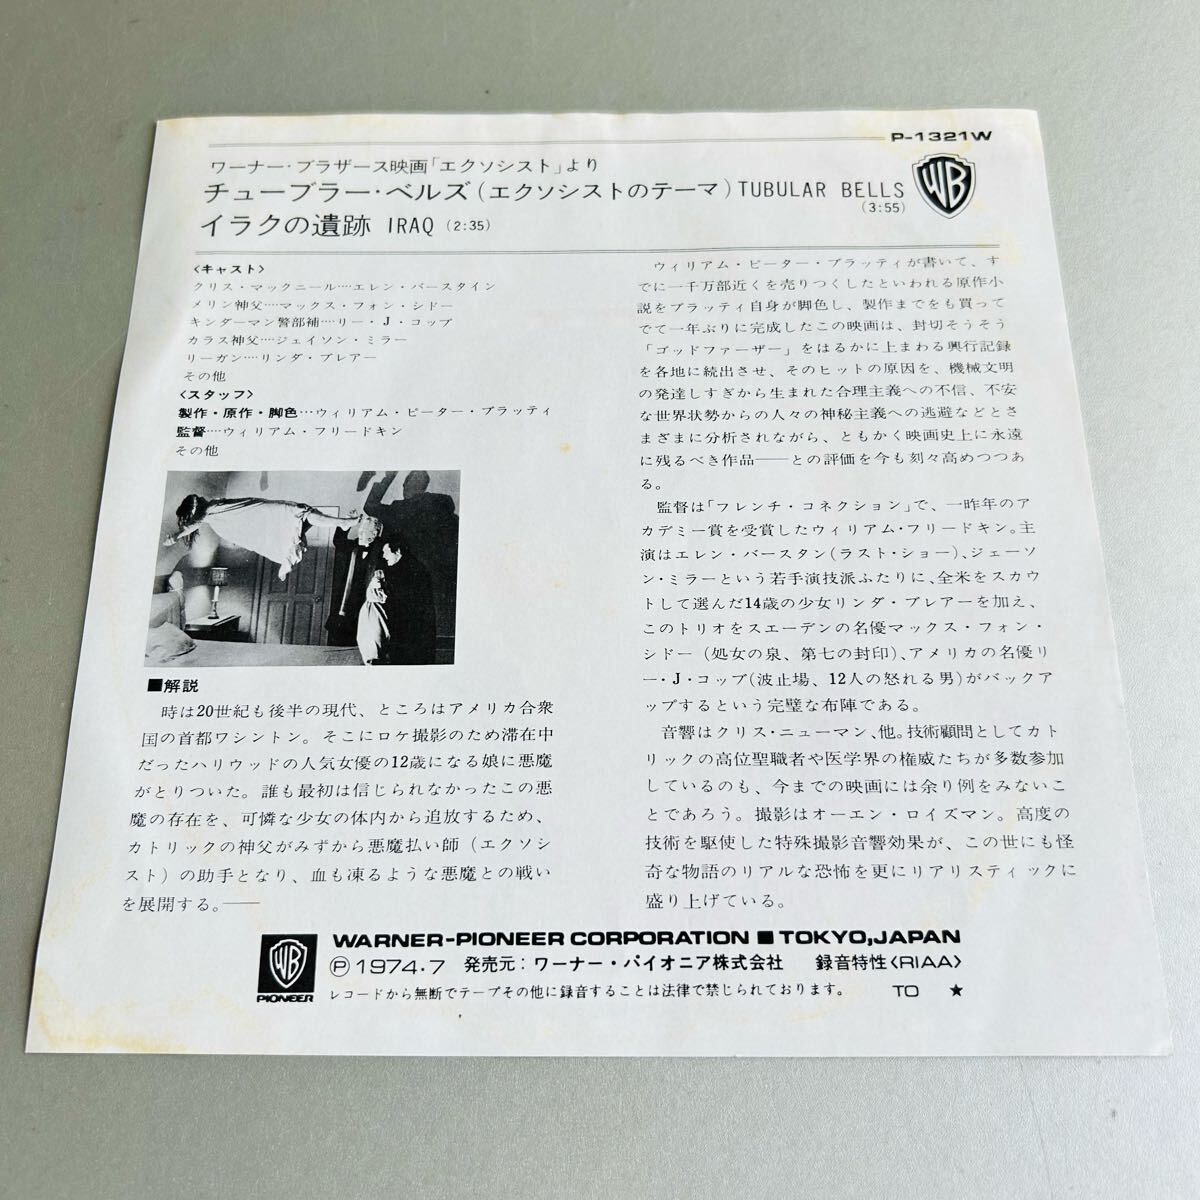 P-1321W
ワーナー・ブラザース映画「エクソシスト」より
チューブラー・ベルズ(エクソシストのテーマ) TUBULAR BELLS
(3:55)
イラクの遺跡 IRAQ (2:35)
WB
〈キャスト〉
クリス・マックニール…エレン・バースタイン
メリン神父…マックス・フォン・シドー
キンダーマン警部補…リー・J・コップ
カラス神父…ジェイソン・ミラー
リーガン…リンダ・ブレアー
その他
〈スタッフ〉
製作・原作・脚色…ウィリアム・ピーター・ブラッティ
監督…ウィリアム・フリードキン
その他
■解説
時は20世紀も後半の現代、ところはアメリカ合衆
国の首都ワシントン。そこにロケ撮影のため滞在中
だったハリウッドの人気女優の12歳になる娘に悪魔
がとりついた。誰も最初は信じられなかったこの悪
魔の存在を、可憐な少女の体内から追放するため、
カトリックの神父がみずから悪魔払い師(エクソシ
スト)の助手となり、血も凍るような悪魔との戦い
を展開する。——
ウィリアム・ピーター・ブラッティが書いて、す
でに一千万部近くを売りつくしたといわれる原作小
説をブラッティ自身が脚色し、製作までをも買って
でて一年ぶりに完成したこの映画は、封切そうそう
「ゴッドファーザー」をはるかに上まわる興行記録
を各地に続出させ、そのヒットの原因を、機械文明
の発達しすぎから生まれた合理主義への不信、不安
な世界状勢からの人々の神秘主義への逃避などとさ
まざまに分析されながら、ともかく映画史上に永遠
に残るべき作品——との評価を今も刻々高めつつあ
る。
監督は「フレンチ・コネクション」で、一昨年のア
カデミー賞を受賞したウィリアム・フリードキン。主
演はエレン・バースタン(ラスト・ショー)、ジェーソ
ン・ミラーという若手演技派ふたりに、全米をスカウ
トして選んだ14歳の少女リンダ・ブレアーを加え、
このトリオをスエーデンの名優マックス・フォン・
シドー(処女の泉、第七の封印)、アメリカの名優リ
ー・J・コップ(波止場、12人の怒れる男)がバックア
ップするという完璧な布陣である。
音響はクリス・ニューマン、他。技術顧問としてカト
リックの高位聖職者や医学界の権威たちが多数参加
しているのも、今までの映画には余り例をみないこ
とであろう。撮影はオーエン・ロイズマン。高度の
技術を駆使した特殊撮影音響効果が、この世にも怪
奇な物語のリアルな恐怖を更にリアリスティックに
盛り上げている。
WB
PIONEER
WARNER-PIONEER CORPORATION ■ TOKYO, JAPAN
Ⓟ1974・7 発売元:ワーナー・パイオニア株式会社 録音特性〈RIAA〉
レコードから無断でテープその他に録音することは法律で禁じられております。 TO ★